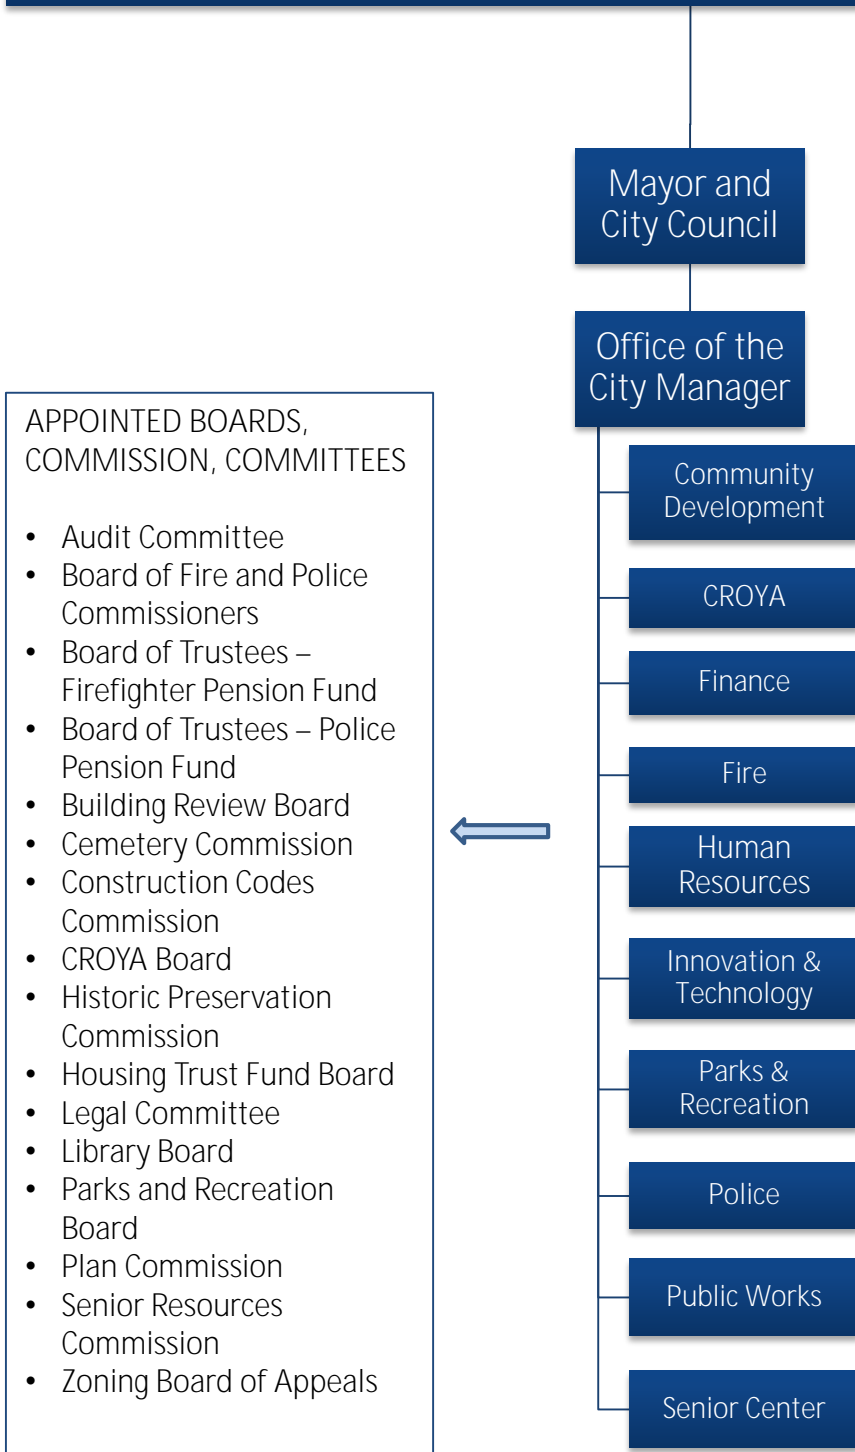 Mayor and
City Council
Office of the
City Manager
APPOINTED BOARDS,
COMMISSION, COMMITTEES
• Audit Committee
• Board of Fire and Police
Commissioners
• Board of Trustees –
Firefighter Pension Fund
• Board of Trustees – Police
Pension Fund
• Building Review Board
• Cemetery Commission
• Construction Codes
Commission
• CROYA Board
• Historic Preservation
Commission
• Housing Trust Fund Board
• Legal Committee
• Library Board
• Parks and Recreation
Board
• Plan Commission
• Senior Resources
Commission
• Zoning Board of Appeals
Community
Development
CROYA
Finance
Fire
Human
Resources
Innovation &
Technology
Parks &
Recreation
Police
Public Works
Senior Center